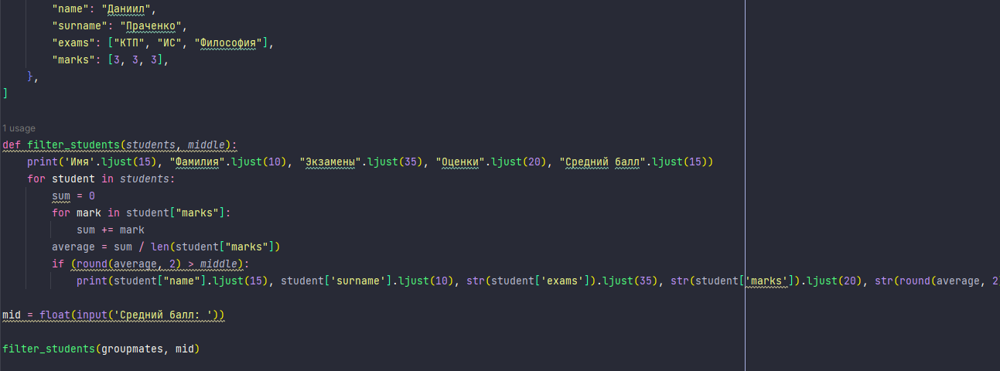 "name": "Даниил",
"surname": "Праченко",
"exams": ["КТП", "ИС", "Философия"],
"marks": [3, 3, 3],
},
]
1 usage
def filter_students(students, middle):
print('Имя'.ljust(15), "Фамилия".ljust(10), "Экзамены".ljust(35), "Оценки".ljust(20), "Средний балл".ljust(15))
for student in students:
sum = 0
for mark in student["marks"]:
sum += mark
average = sum / len(student["marks"])
if (round(average, 2) > middle):
print(student["name"].ljust(15), student['surname'].ljust(10), str(student['exams']).ljust(35), str(student['marks']).ljust(20), str(round(average, 2)
mid = float(input('Средний балл: '))
filter_students(groupmates, mid)